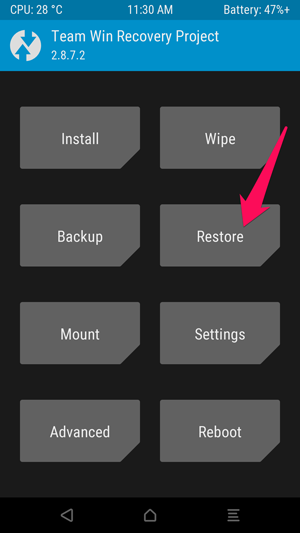 CPU: 28 °C 11:30 AM Battery: 47%+
Team Win Recovery Project
2.8.7.2
Install Wipe
Backup Restore
Mount Settings
Advanced Reboot